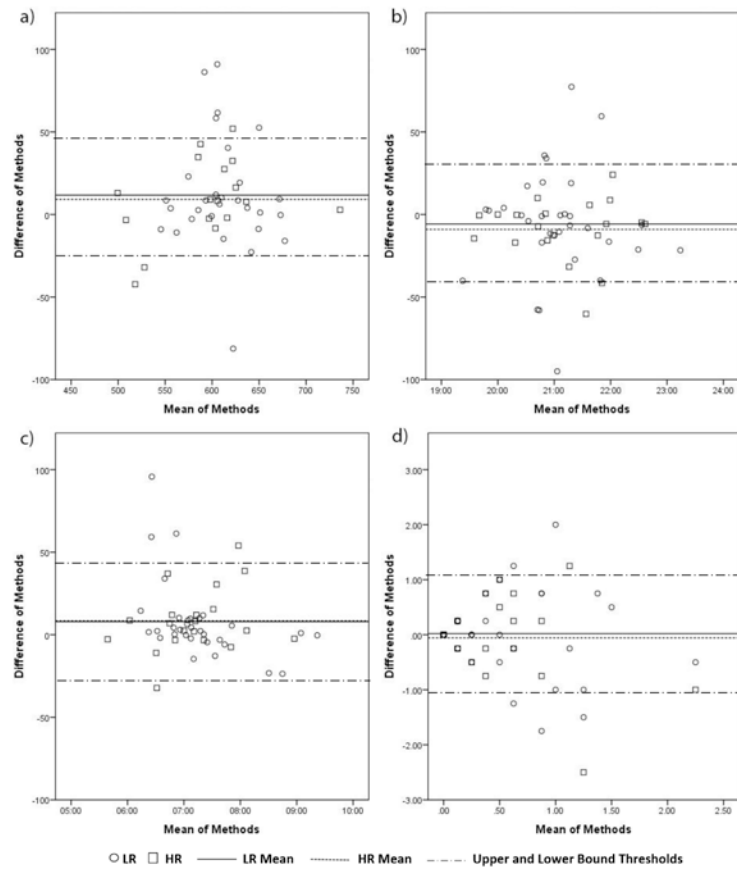 a)
b)
100
50
0
-50
-100
Difference of Methods
450 500 550 600 650 700 750
Mean of Methods
100
50
0
-50
-100
Difference of Methods
19:00 20:00 21:00 22:00 23:00 24:00
Mean of Methods
c)
d)
100
50
0
-50
-100
Difference of Methods
05:00 06:00 07:00 08:00 09:00 10:00
Mean of Methods
3.00
2.00
1.00
.00
-1.00
-2.00
-3.00
Difference of Methods
.00 .50 1.00 1.50 2.00 2.50
Mean of Methods
LR HR LR Mean HR Mean Upper and Lower Bound Thresholds